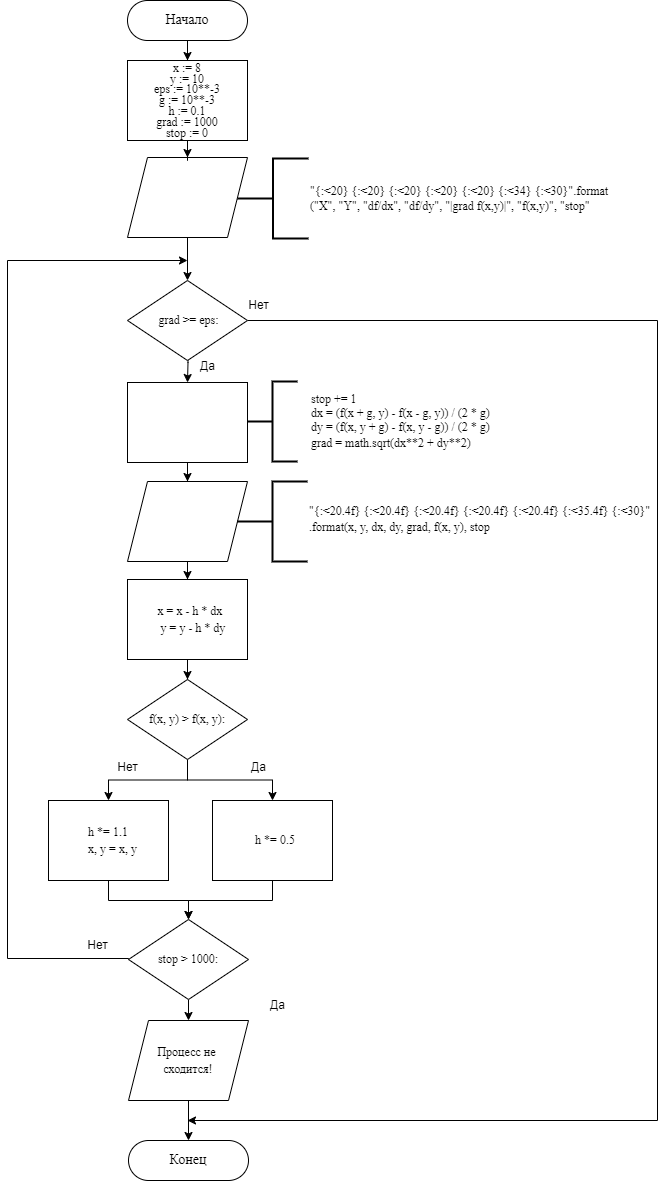 Начало
x := 8
y := 10
eps := 10**-3
g := 10**-3
h := 0.1
grad := 1000
stop := 0
"{:<20} {:<20} {:<20} {:<20} {:<20} {:<34} {:<30}".format
("X", "Y", "df/dx", "df/dy", "|grad f(x,y)|", "f(x,y)", "stop"
Нет
grad >= eps:
Да
stop += 1
dx = (f(x + g, y) - f(x - g, y)) / (2 * g)
dy = (f(x, y + g) - f(x, y - g)) / (2 * g)
grad = math.sqrt(dx**2 + dy**2)
"{:<20.4f} {:<20.4f} {:<20.4f} {:<20.4f} {:<20.4f} {:<35.4f} {:<30}"
.format(x, y, dx, dy, grad, f(x, y), stop
x = x - h * dx
y = y - h * dy
f(x, y) > f(x, y):
Нет
Да
h *= 1.1
x, y = x, y
h *= 0.5
Нет
stop > 1000:
Да
Процесс не
сходится!
Конец